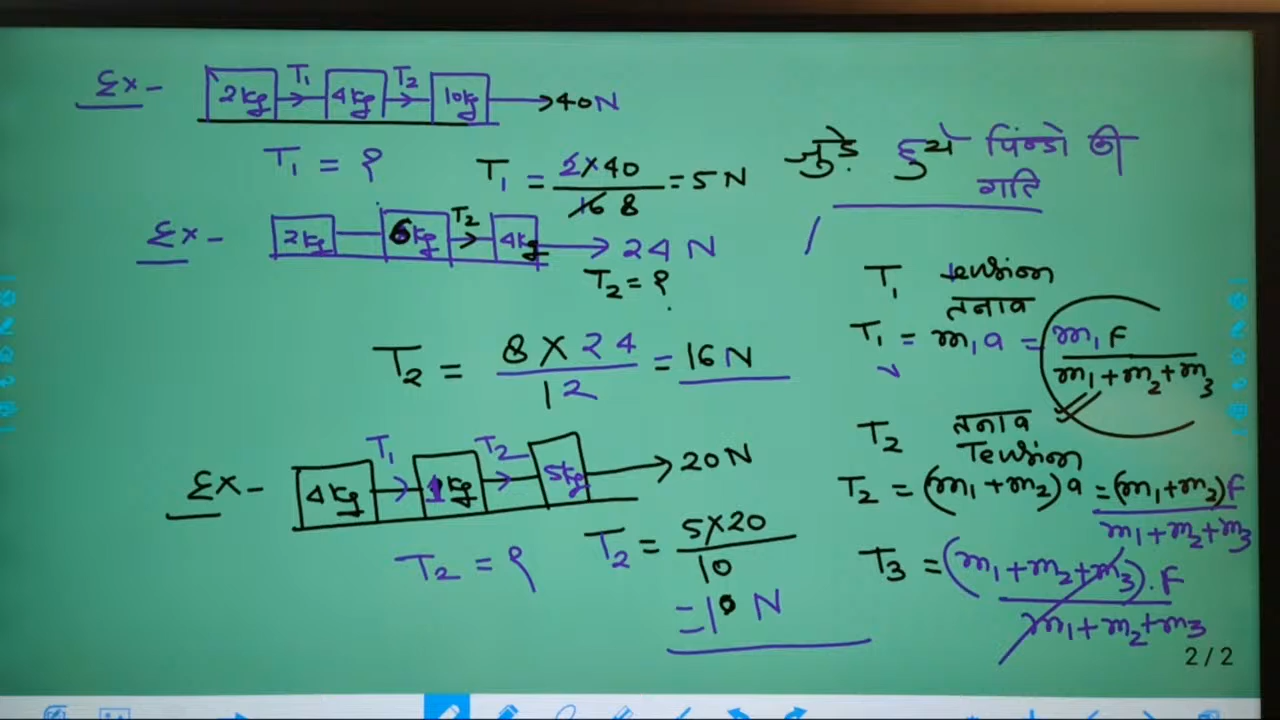 Ex- 2kg T₁ 4kg T₂ 10kg 40N
T₁ = ?
T₁ = 2×40/16 8 = 5 N
Ex- 2kg 6kg T₂ 4kg 24 N
T₂ = ?
T₂ = 8 × 24/12 = 16 N
Ex- 4kg T₁ 1kg T₂ 5kg 20N
T₂ = ?
T₂ = 5×20/10
= 10 N
जुड़े हुये पिंन्डो की
गति
T₁ tension
तनाव
T₁ = m₁a = m₁F/m₁+m₂+m₃
T₂ तनाव
Tension
T₂ = (m₁+m₂)a = (m₁+m₂)F/m₁+m₂+m₃
T₃ = (m₁+m₂+m₃).F/m₁+m₂+m₃
2/2